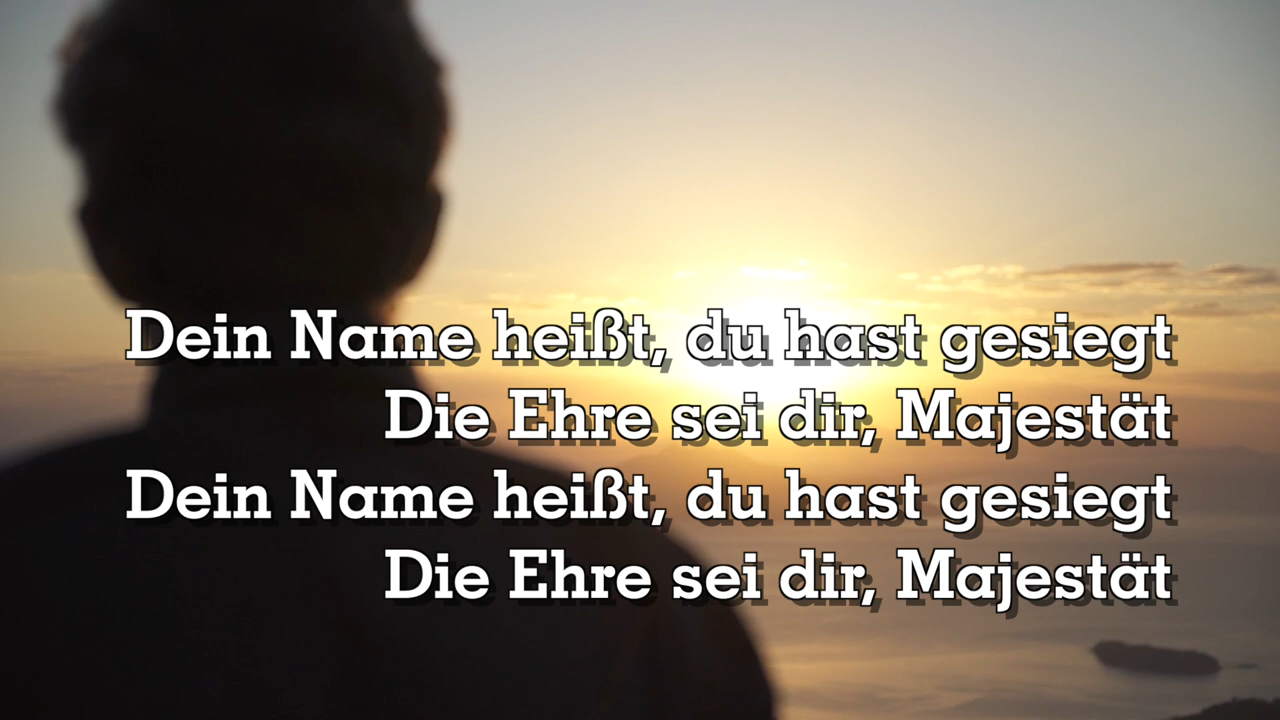 Dein Name heißt, du hast gesiegt
Die Ehre sei dir, Majestät
Dein Name heißt, du hast gesiegt
Die Ehre sei dir, Majestät